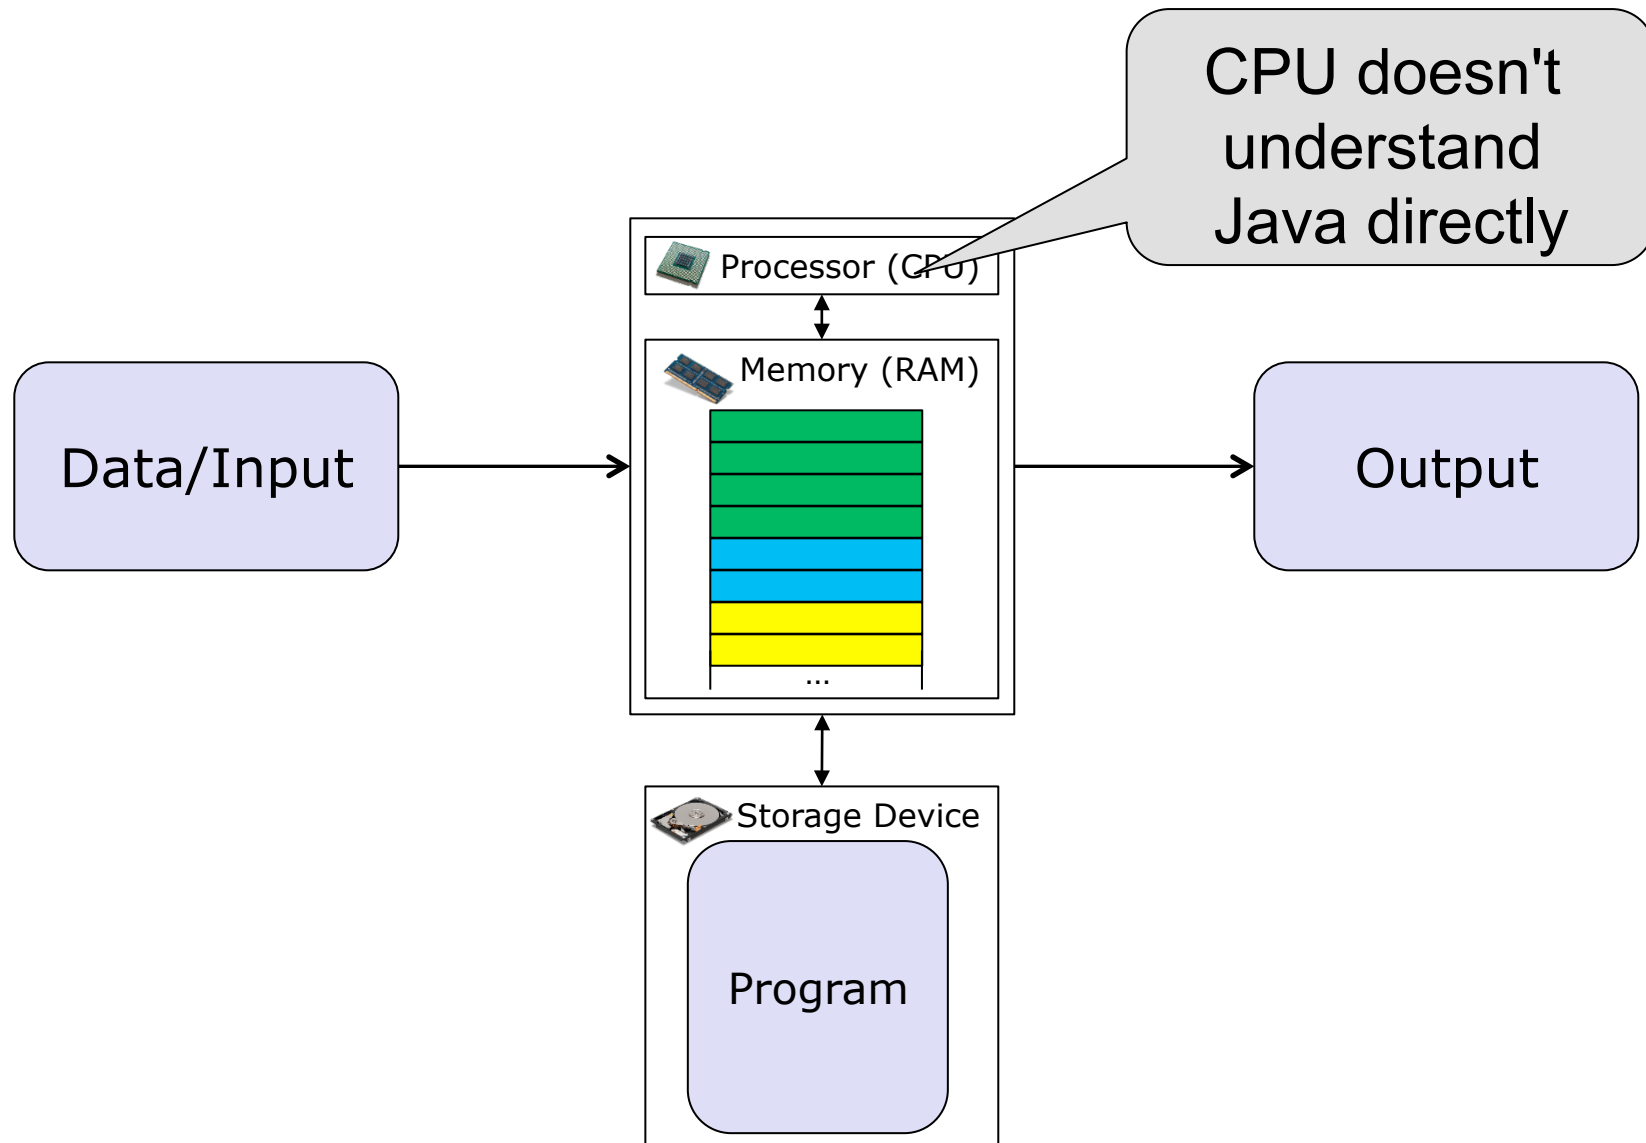 CPU doesn't
understand
Java directly
Processor (CPU)
Memory (RAM)
Data/Input
Output
...
Storage Device
Program